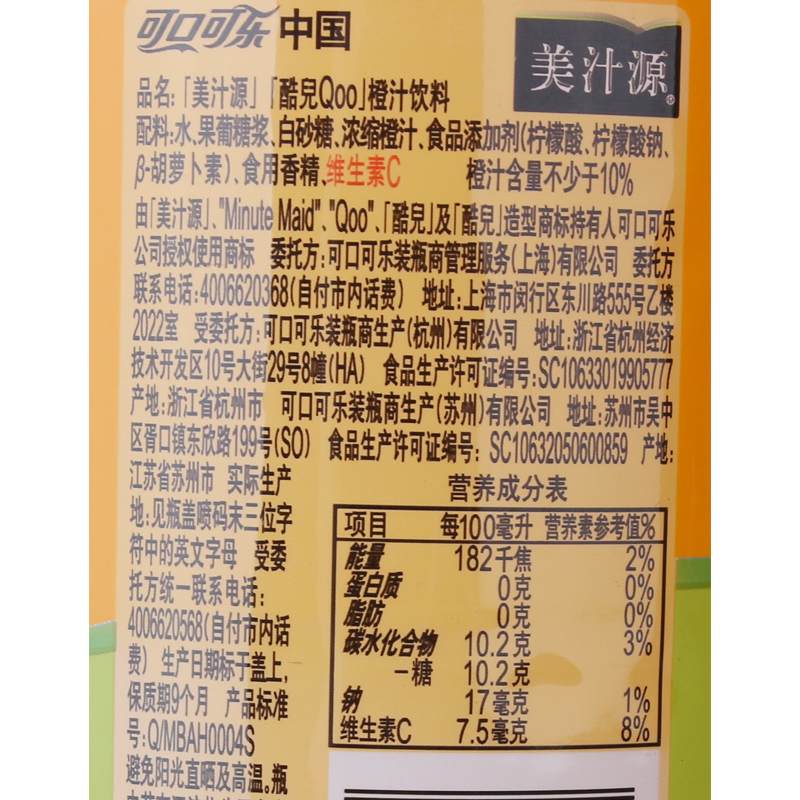 可口可乐 中国
美汁源®
品名:「美汁源」「酷兒Qoo」橙汁饮料
配料:水、果葡糖浆、白砂糖、浓缩橙汁、食品添加剂(柠檬酸、柠檬酸钠、
β-胡萝卜素)、食用香精、维生素C 橙汁含量不少于10%
由「美汁源」、"Minute Maid"、"Qoo"、「酷兒」及「酷兒」造型商标持有人可口可乐
公司授权使用商标 委托方:可口可乐装瓶商管理服务(上海)有限公司 委托方
联系电话:4006620368(自付市内话费) 地址:上海市闵行区东川路555号乙楼
2022室 受委托方:可口可乐装瓶商生产(杭州)有限公司 地址:浙江省杭州经济
技术开发区10号大街29号8幢(HA) 食品生产许可证编号:SC10633019905777
产地:浙江省杭州市 可口可乐装瓶商生产(苏州)有限公司 地址:苏州市吴中
区胥口镇东欣路199号(SO) 食品生产许可证编号: SC10632050600859 产地:
江苏省苏州市 实际生产
地:见瓶盖喷码末三位字
符中的英文字母 受委
托方统一联系电话:
4006620568(自付市内话
费) 生产日期标于盖上,
保质期9个月 产品标准
号:Q/MBAH0004S
避免阳光直晒及高温。瓶
营养成分表
项目 每100毫升 营养素参考值%
能量 182千焦 2%
蛋白质 0克 0%
脂肪 0克 0%
碳水化合物 10.2克 3%
-糖 10.2克
钠 17毫克 1%
维生素C 7.5毫克 8%